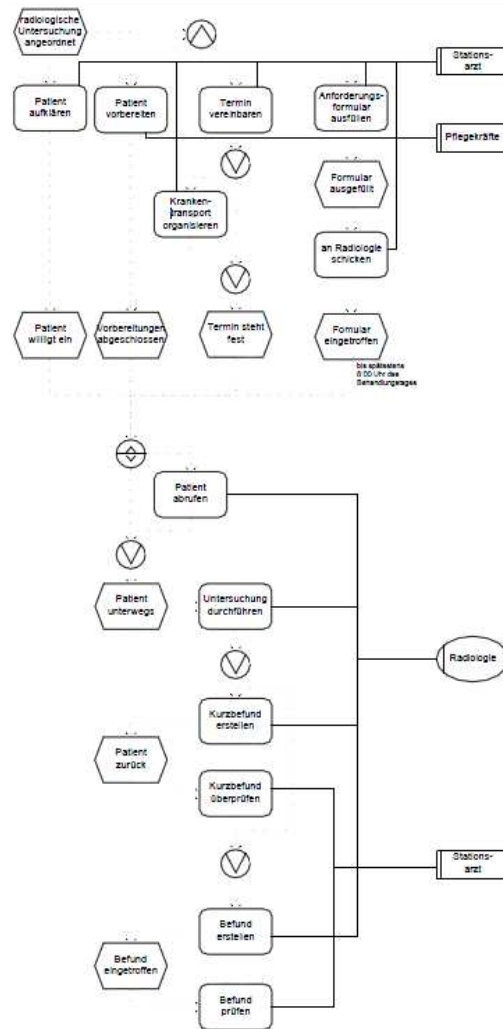 radiologische
Untersuchung
angeordnet
Stations-
arzt
Patient
aufklären
Patient
vorbereiten
Termin
vereinbaren
Anforderungs-
formular
ausfüllen
Pflegekräfte
Formular
ausgefüllt
Kranken-
transport
organisieren
an Radiologie
schicken
Patient
willigt ein
Vorbereitungen
abgeschlossen
Termin steht
fest
Fomular
eingetroffen
bis spätestens
8:00 Uhr des
Behandlungstages
Patient
abrufen
Patient
unterwegs
Untersuchung
durchführen
Radiologie
Kurzbefund
erstellen
Patient
zurück
Kurzbefund
überprüfen
Stations-
arzt
Befund
erstellen
Befund
eingetroffen
Befund
prüfen